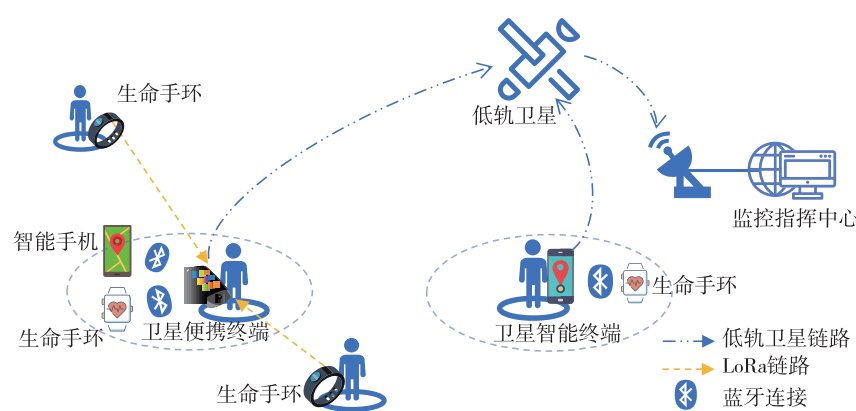 生命手环
低轨卫星
监控指挥中心
智能手机
生命手环
卫星便携终端
生命手环
卫星智能终端
生命手环
低轨卫星链路
LoRa链路
蓝牙连接